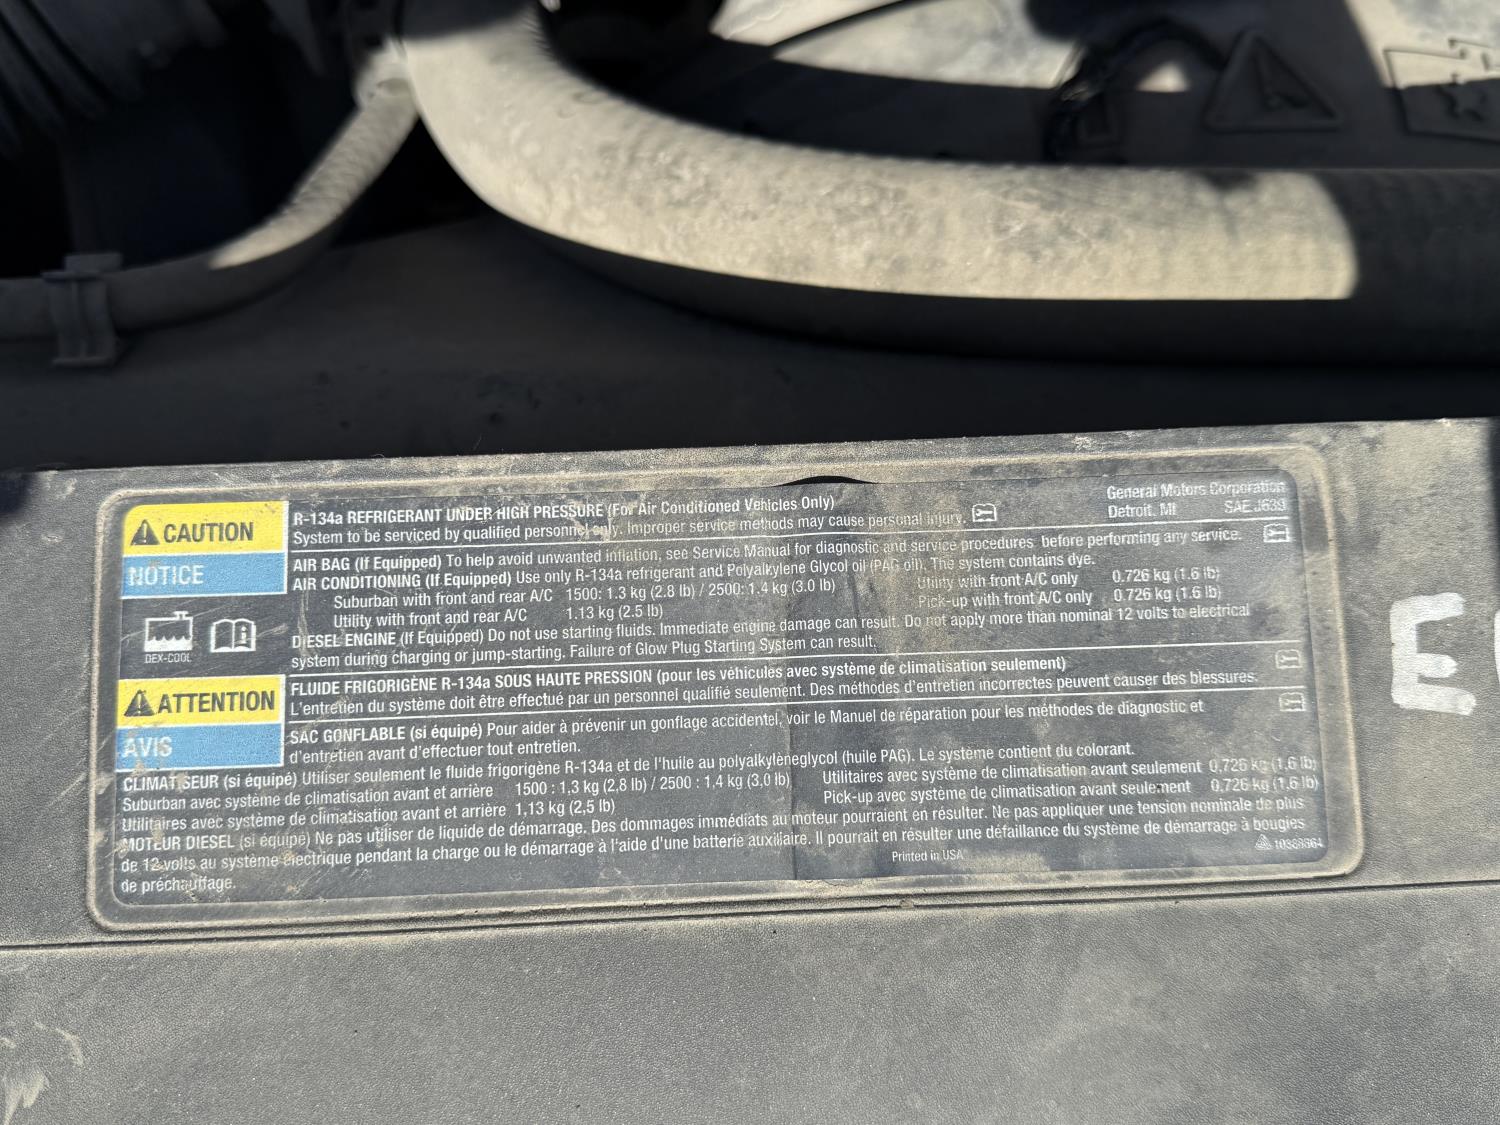 CAUTION
NOTICE
DEX-COOL
R-134a REFRIGERANT UNDER HIGH PRESSURE (For Air Conditioned Vehicles Only)
System to be serviced by qualified personnel only. Improper service methods may cause personal injury.
General Motors Corporation
Detroit, MI SAE J639
AIR BAG (If Equipped) To help avoid unwanted inflation, see Service Manual for diagnostic and service procedures before performing any service.
AIR CONDITIONING (If Equipped) Use only R-134a refrigerant and Polyalkylene Glycol oil (PAG oil). The system contains dye.
Suburban with front and rear A/C 1500: 1.3 kg (2.8 lb) / 2500: 1.4 kg (3.0 lb) Utility with front A/C only 0.726 kg (1.6 lb)
Utility with front and rear A/C 1.13 kg (2.5 lb) Pick-up with front A/C only 0.726 kg (1.6 lb)
DIESEL ENGINE (If Equipped) Do not use starting fluids. Immediate engine damage can result. Do not apply more than nominal 12 volts to electrical
system during charging or jump-starting. Failure of Glow Plug Starting System can result.
ATTENTION
AVIS
FLUIDE FRIGORIGÈNE R-134a SOUS HAUTE PRESSION (pour les véhicules avec système de climatisation seulement)
L'entretien du système doit être effectué par un personnel qualifié seulement. Des méthodes d'entretien incorrectes peuvent causer des blessures.
SAC GONFLABLE (si équipé) Pour aider à prévenir un gonflage accidentel, voir le Manuel de réparation pour les méthodes de diagnostic et
d'entretien avant d'effectuer tout entretien.
CLIMATISEUR (si équipé) Utiliser seulement le fluide frigorigène R-134a et de l'huile au polyalkylèneglycol (huile PAG). Le système contient du colorant.
Suburban avec système de climatisation avant et arrière 1500 : 1,3 kg (2,8 lb) / 2500 : 1,4 kg (3,0 lb) Utilitaires avec système de climatisation avant seulement 0,726 kg (1,6 lb)
Utilitaires avec système de climatisation avant et arrière 1,13 kg (2,5 lb) Pick-up avec système de climatisation avant seulement 0.726 kg (1,6 lb)
MOTEUR DIESEL (si équipé) Ne pas utiliser de liquide de démarrage. Des dommages immédiats au moteur pourraient en résulter. Ne pas appliquer une tension nominale de plus
de 12 volts au système électrique pendant la charge ou le démarrage à l'aide d'une batterie auxiliaire. Il pourrait en résulter une défaillance du système de démarrage à bougies
de préchauffage.
Printed in USA
E